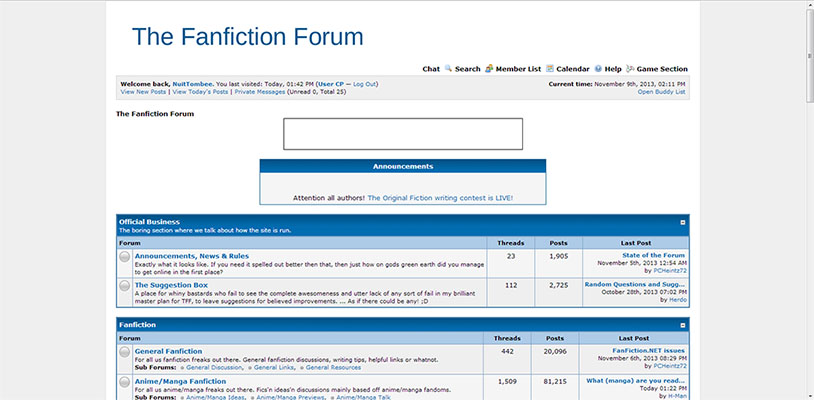 The Fanfiction Forum
Chat Search Member List Calendar Help Game Section
Welcome back, NuitTombee. You last visited: Today, 01:42 PM (User CP — Log Out)
Current time: November 9th, 2013, 02:11 PM
View New Posts | View Today's Posts | Private Messages (Unread 0, Total 25)
Open Buddy List
The Fanfiction Forum
Announcements
Attention all authors! The Original Fiction writing contest is LIVE!
Official Business
The boring section where we talk about how the site is run.
Forum Threads Posts Last Post
Announcements, News & Rules
Exactly what it looks like. If you need it spelled out better then that, then just how on gods green earth did you manage
to get online in the first place?
23
1,905
State of the Forum
November 5th, 2013 12:54 AM
by PCHeintz72
The Suggestion Box
A place for whiny bastards who fail to see the complete awesomeness and utter lack of any sort of fail in my brilliant
master plan for TFF, to leave suggestions for believed improvements. ... As if there could be any! ;D
112
2,725
Random Questions and Sugg...
October 28th, 2013 07:02 PM
by Herdo
Fanfiction
Forum Threads Posts Last Post
General Fanfiction
For all us fanfiction freaks out there. General fanfiction discussions, writing tips, helpful links or whatnot.
Sub Forums: General Discussion, General Links, General Resources
442
20,096
FanFiction.NET issues
November 6th, 2013 08:29 PM
by PCHeintz72
Anime/Manga Fanfiction
For all us anime/manga freaks out there. Fics'n ideas'n discussions mainly based off anime/manga fandoms.
Sub Forums: Anime/Manga Ideas, Anime/Manga Previews, Anime/Manga Talk
1,509
81,215
What (manga) are you read...
Today 01:22 PM
by H-Man